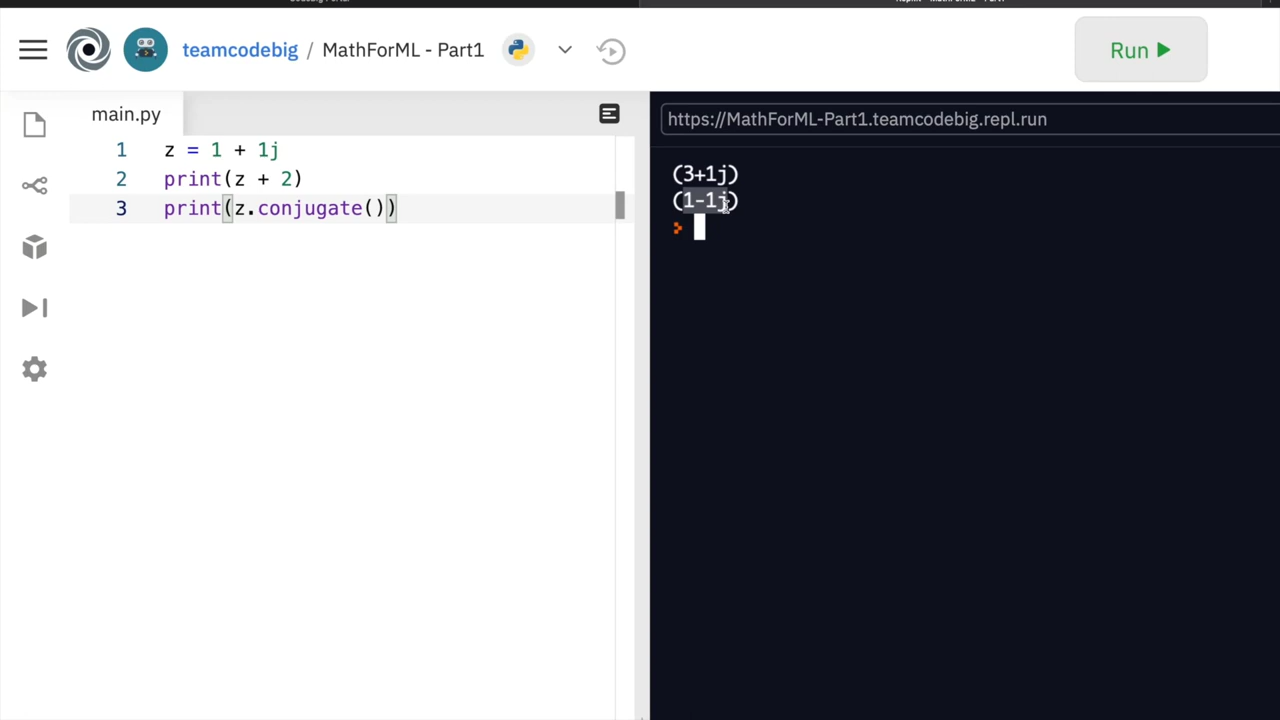 teamcodebig / MathForML - Part1
Run
main.py
1 z = 1 + 1j
2 print(z + 2)
3 print(z.conjugate())
https://MathForML-Part1.teamcodebig.repl.run
(3+1j)
(1-1j)